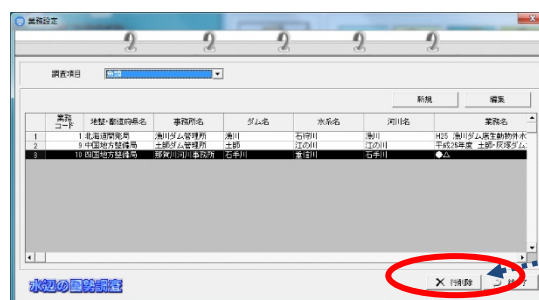 業務設定
調査項目 魚類
新規 編集
業務コード 地整・都道府県名 事務所名 ダム名 水系名 河川名 業務名
1 1 北海道開発局 漁川ダム管理所 漁川 石狩川 漁川 H25 漁川ダム底生動物外水
2 9 中国地方整備局 土師ダム管理所 土師 江の川 江の川 平成26年度 土師・灰塚ダム
3 10 四国地方整備局 那賀川河川事務所 石手川 重信川 石手川 ●△
水辺の国勢調査
行削除